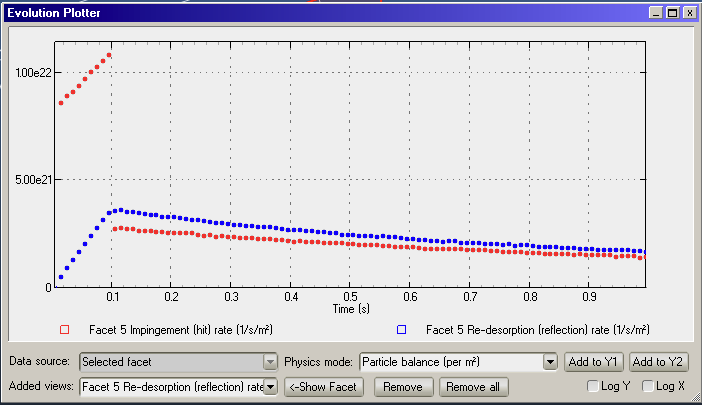 Evolution Plotter
1.00e22
5.00e21
0
0.1 0.2 0.3 0.4 0.5 0.6 0.7 0.8 0.9
Time (s)
Facet 5 Impingement (hit) rate (1/s/m²) Facet 5 Re-desorption (reflection) rate (1/s/m²)
Data source: Selected facet Physics mode: Particle balance (per m²) Add to Y1 Add to Y2
Added views: Facet 5 Re-desorption (reflection) rate <-Show Facet Remove Remove all Log Y Log X